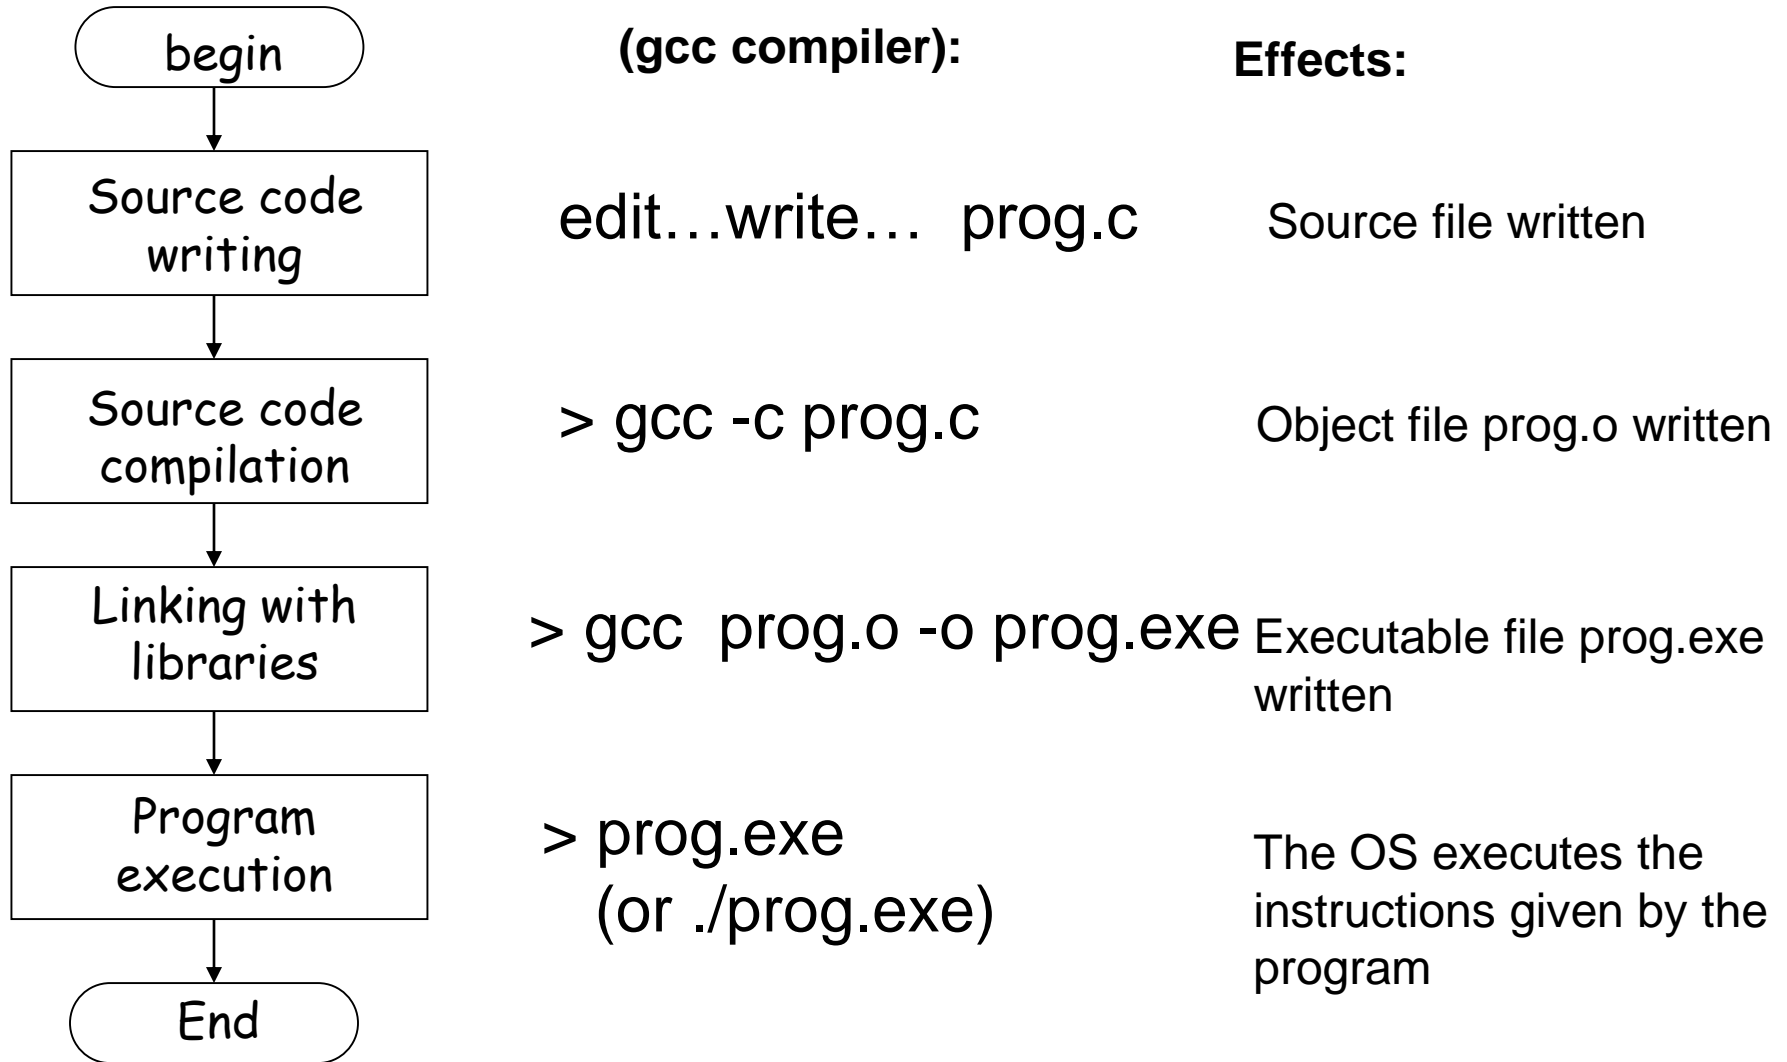 begin
(gcc compiler):
Effects:
Source code
writing
edit…write… prog.c
Source file written
Source code
compilation
> gcc -c prog.c
Object file prog.o written
Linking with
libraries
> gcc prog.o -o prog.exe
Executable file prog.exe
written
Program
execution
> prog.exe
(or ./prog.exe)
The OS executes the
instructions given by the
program
End